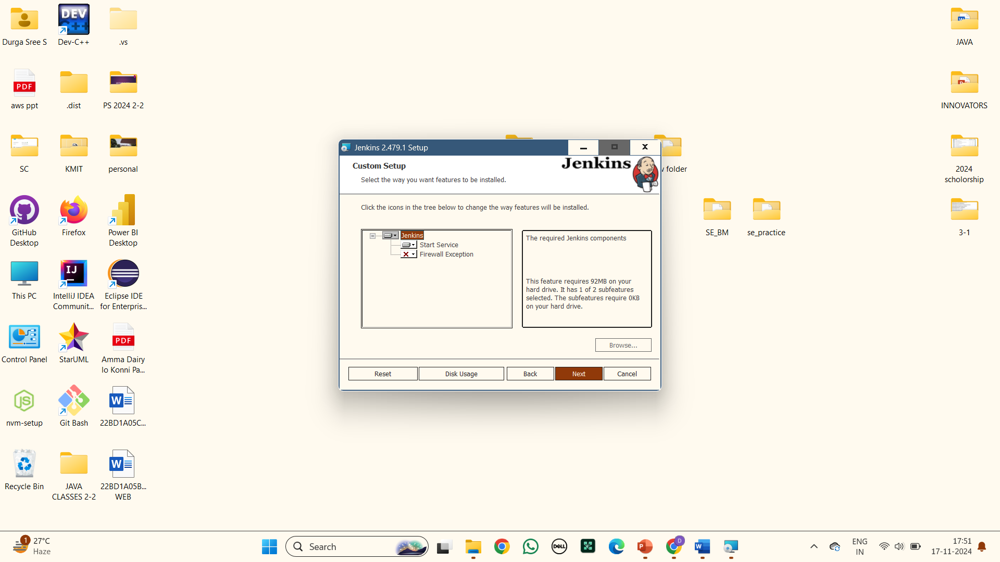 Durga Sree S
Dev-C++
.vs
JAVA
aws ppt
.dist
PS 2024 2-2
INNOVATORS
SC
KMIT
personal
2024
scholorship
GitHub
Desktop
Firefox
Power BI
Desktop
SE_BM
se_practice
3-1
This PC
IntelliJ IDEA
Communit...
Eclipse IDE
for Enterpris...
Control Panel
StarUML
Amma Dairy
lo Konni Pa...
nvm-setup
Git Bash
22BD1A05C...
Recycle Bin
JAVA
CLASSES 2-2
22BD1A05B...
WEB
folder
Jenkins 2.479.1 Setup
Custom Setup
Jenkins
Select the way you want features to be installed.
Click the icons in the tree below to change the way features will be installed.
Jenkins
Start Service
Firewall Exception
The required Jenkins components
This feature requires 92MB on your
hard drive. It has 1 of 2 subfeatures
selected. The subfeatures require 0KB
on your hard drive.
Browse...
Reset
Disk Usage
Back
Next
Cancel
1
27°C
Haze
Search
ENG
IN
17:51
17-11-2024
DEV
C++
PDF
IJ
PDF
JS
W
W
DELL
P
D
W